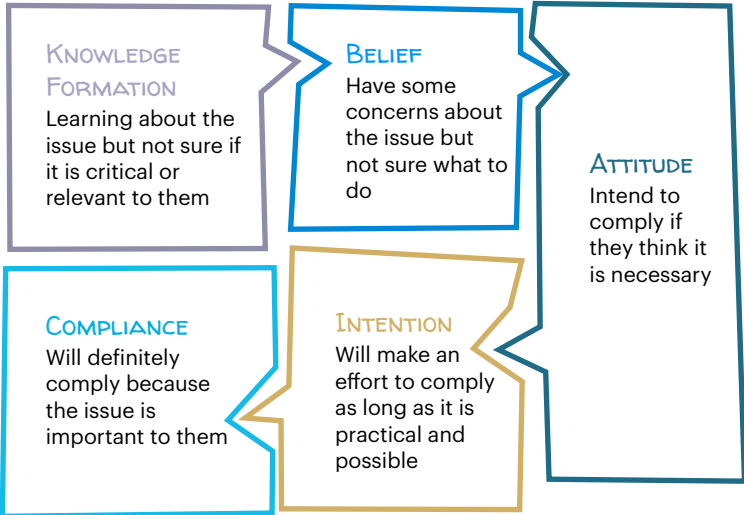 Knowledge
Formation
Learning about the
issue but not sure if
it is critical or
relevant to them
Belief
Have some
concerns about
the issue but
not sure what to
do
Attitude
Intend to
comply if
they think it
is necessary
Intention
Will make an
effort to comply
as long as it is
practical and
possible
Compliance
Will definitely
comply because
the issue is
important to them